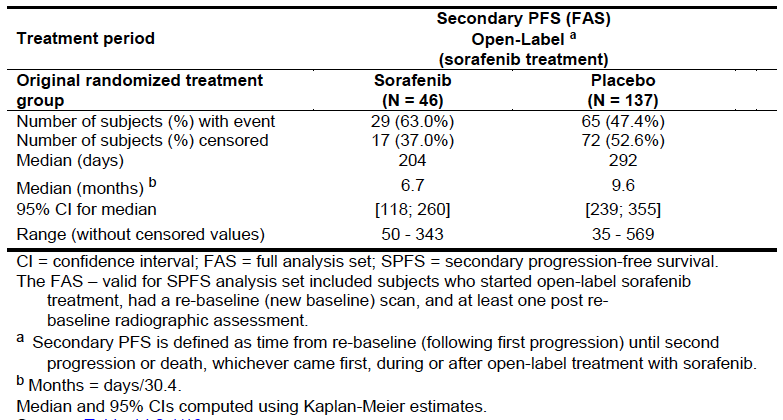 Secondary PFS (FAS)
Treatment period
Open-Label a
(sorafenib treatment)
Original randomized treatment group
Sorafenib (N = 46)
Placebo (N = 137)
Number of subjects (%) with event 29 (63.0%) 65 (47.4%)
Number of subjects (%) censored 17 (37.0%) 72 (52.6%)
Median (days) 204 292
Median (months) b 6.7 9.6
95% CI for median [118; 260] [239; 355]
Range (without censored values) 50 - 343 35 - 569
CI = confidence interval; FAS = full analysis set; SPFS = secondary progression-free survival.
The FAS – valid for SPFS analysis set included subjects who started open-label sorafenib
treatment, had a re-baseline (new baseline) scan, and at least one post re-
baseline radiographic assessment.
a Secondary PFS is defined as time from re-baseline (following first progression) until second
progression or death, whichever came first, during or after open-label treatment with sorafenib.
b Months = days/30.4.
Median and 95% CIs computed using Kaplan-Meier estimates.